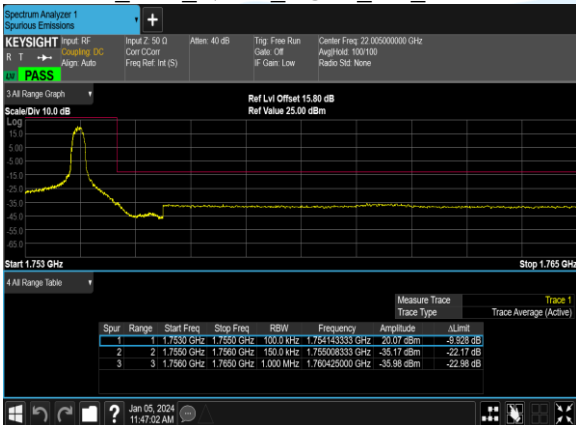 Spectrum Analyzer 1
Spurious Emissions
+
KEYSIGHT Input: RF Input Z: 50 Ω Atten: 40 dB Trig: Free Run Center Freq: 22.005000000 GHz
R T Coupling: DC Corr CCorr Gate: Off Avg|Hold: 100/100
Align: Auto Freq Ref: Int (S) IF Gain: Low Radio Std: None
PASS
3 All Range Graph
Ref Lvl Offset 15.80 dB
Scale/Div 10.0 dB Ref Value 25.00 dBm
Log
15.0
5.00
-5.00
-15.0
-25.0
-35.0
-45.0
-55.0
-65.0
Start 1.753 GHz Stop 1.765 GHz
4 All Range Table
Measure Trace Trace 1
Trace Type Trace Average (Active)
Spur Range Start Freq Stop Freq RBW Frequency Amplitude ΔLimit
1 1 1.7530 GHz 1.7550 GHz 100.0 kHz 1.754143333 GHz 20.07 dBm -9.928 dB
2 2 1.7550 GHz 1.7560 GHz 150.0 kHz 1.755008333 GHz -35.17 dBm -22.17 dB
3 3 1.7560 GHz 1.7650 GHz 1.000 MHz 1.760425000 GHz -35.98 dBm -22.98 dB
? Jan 05, 2024
11:47:02 AM